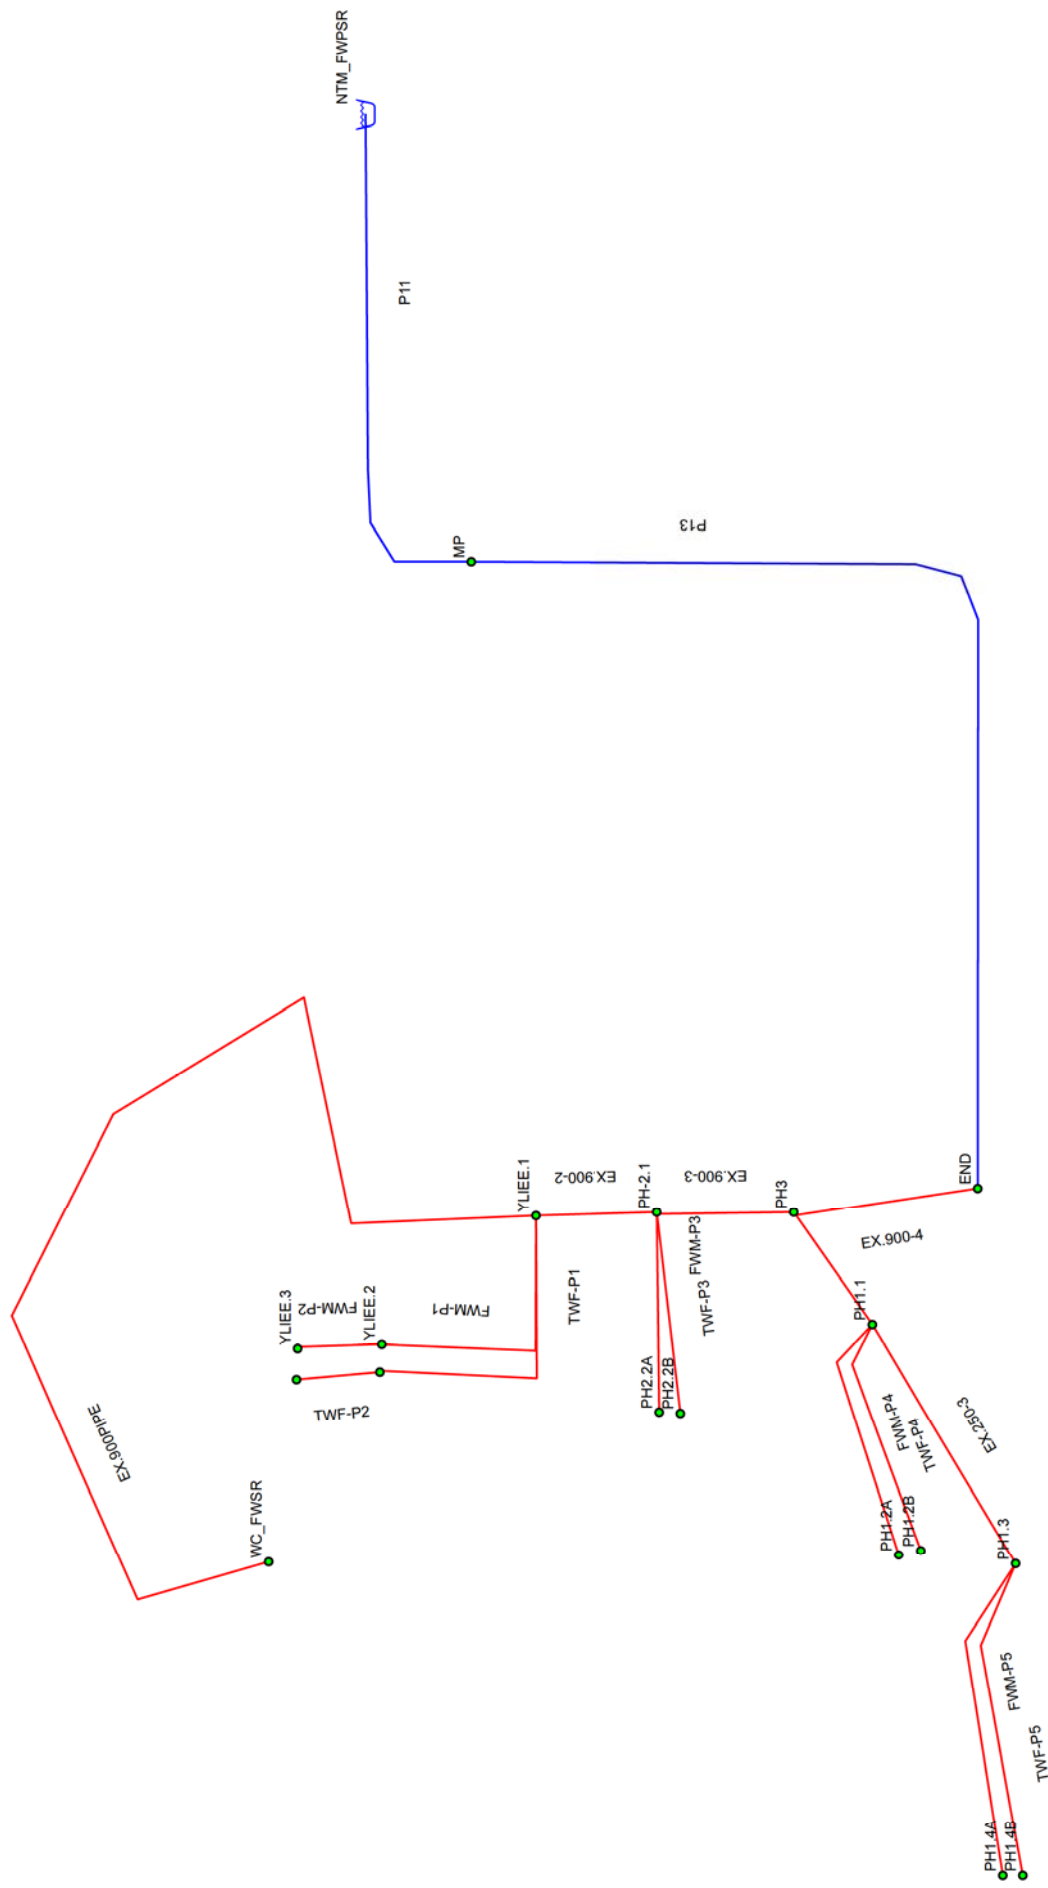 NTM_FWPSR
P11
MP
P13
YLIEE.1
EX.900-2
PH-2.1
EX.900-3
PH3
END
EX.900-4
TWF-P1
FWM-P3
TWF-P3
YLIEE.3
FWM-P2
YLIEE.2
FWM-P1
PH1.1
TWF-P2
PH2.2A
PH2.2B
EX.900PIPE
FWM-P4
TWF-P4
EX.250-3
WC_FWSR
PH1.2A
PH1.2B
PH1.3
FWM-P5
TWF-P5
PH1.4A
PH1.4B